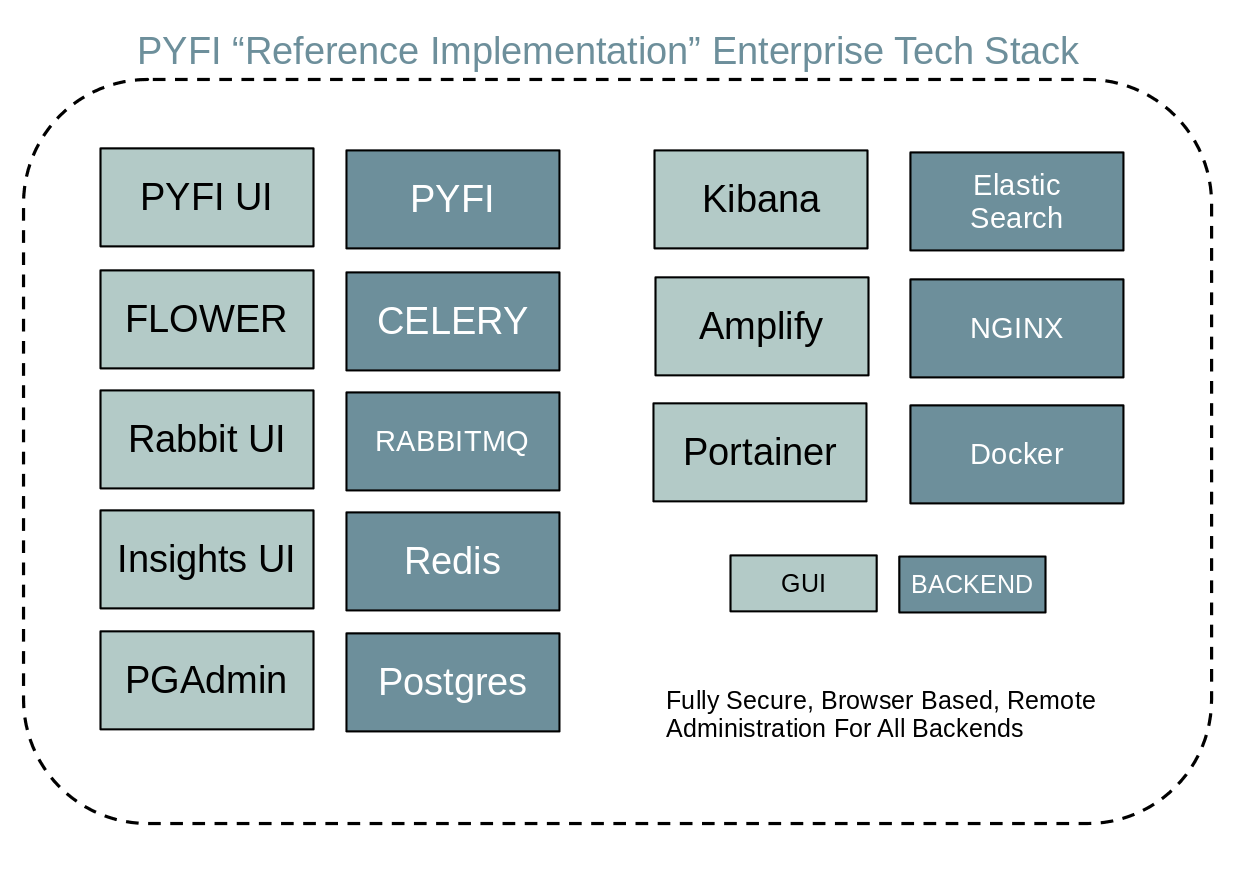 PYFI “Reference Implementation” Enterprise Tech Stack
PYFI UI
PYFI
FLOWER
CELERY
Rabbit UI
RABBITMQ
Insights UI
Redis
PGAdmin
Postgres
Kibana
Elastic
Search
Amplify
NGINX
Portainer
Docker
GUI
BACKEND
Fully Secure, Browser Based, Remote
Administration For All Backends